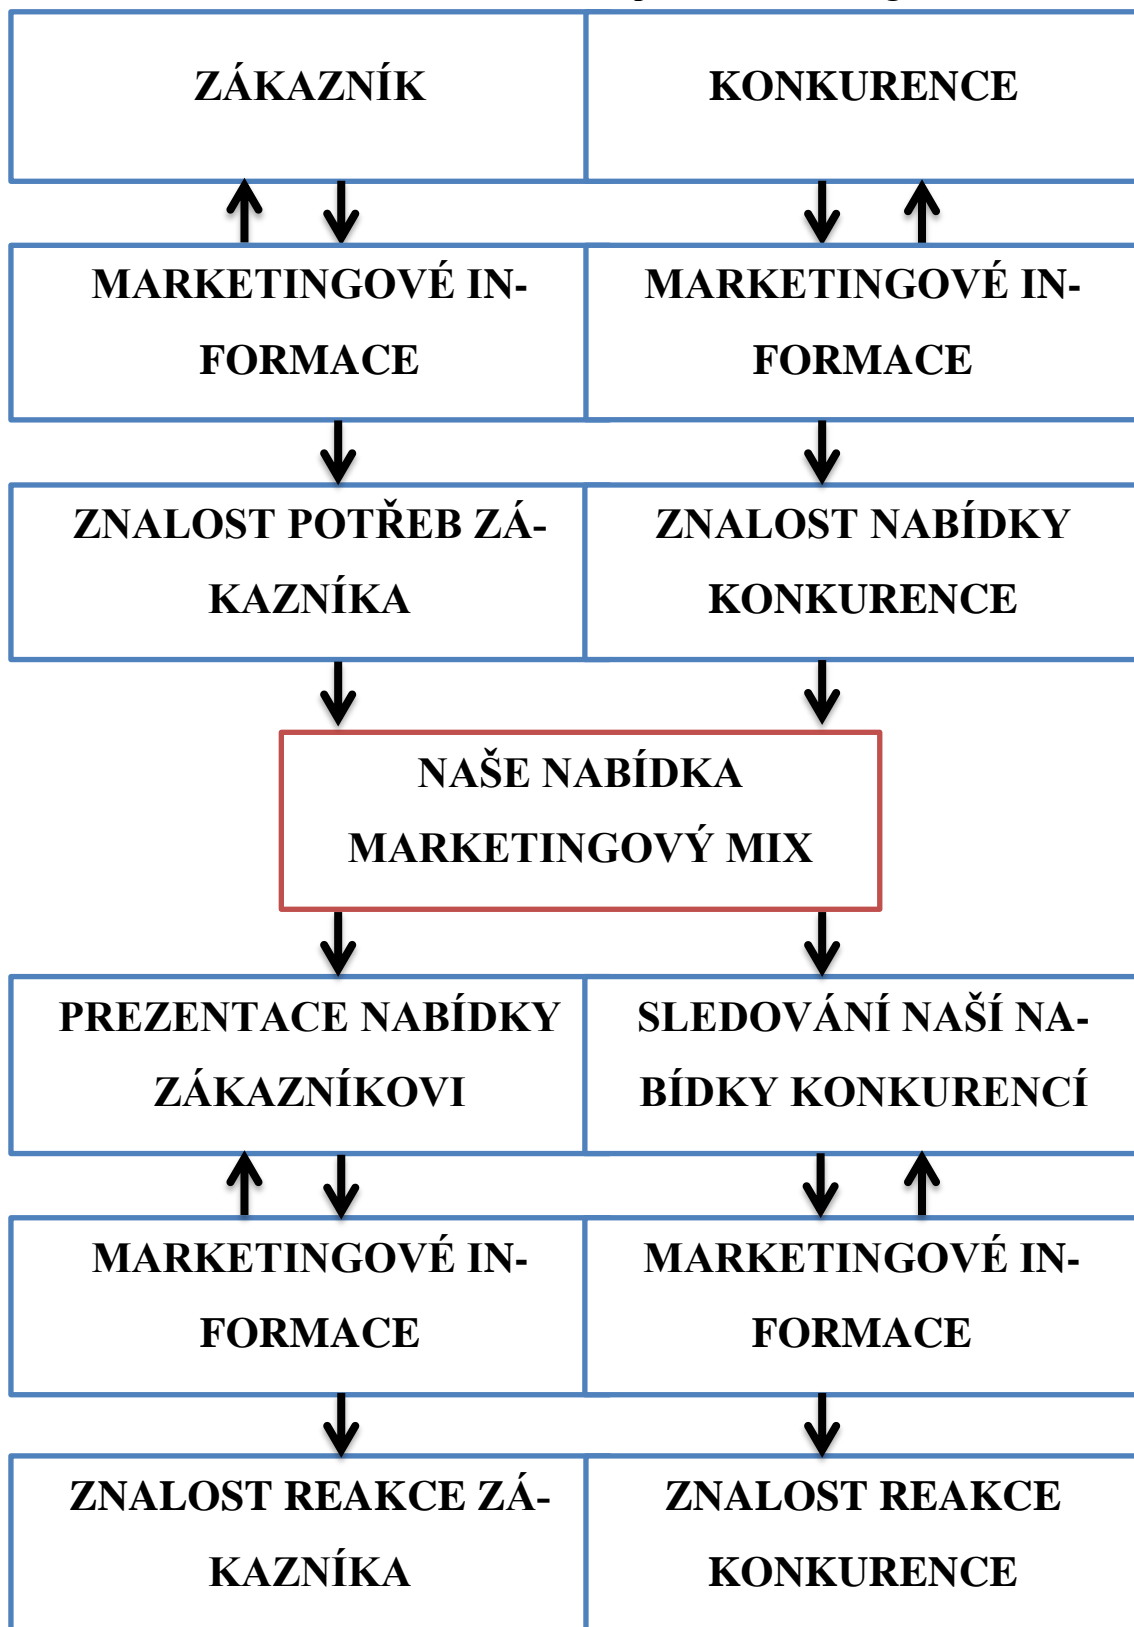 ZÁKAZNÍK
KONKURENCE
MARKETINGOVÉ IN-
FORMACE
MARKETINGOVÉ IN-
FORMACE
ZNALOST POTŘEB ZÁ-
KAZNÍKA
ZNALOST NABÍDKY
KONKURENCE
NAŠE NABÍDKA
MARKETINGOVÝ MIX
PREZENTACE NABÍDKY
ZÁKAZNÍKOVI
SLEDOVÁNÍ NAŠÍ NA-
BÍDKY KONKURENCÍ
MARKETINGOVÉ IN-
FORMACE
MARKETINGOVÉ IN-
FORMACE
ZNALOST REAKCE ZÁ-
KAZNÍKA
ZNALOST REAKCE
KONKURENCE